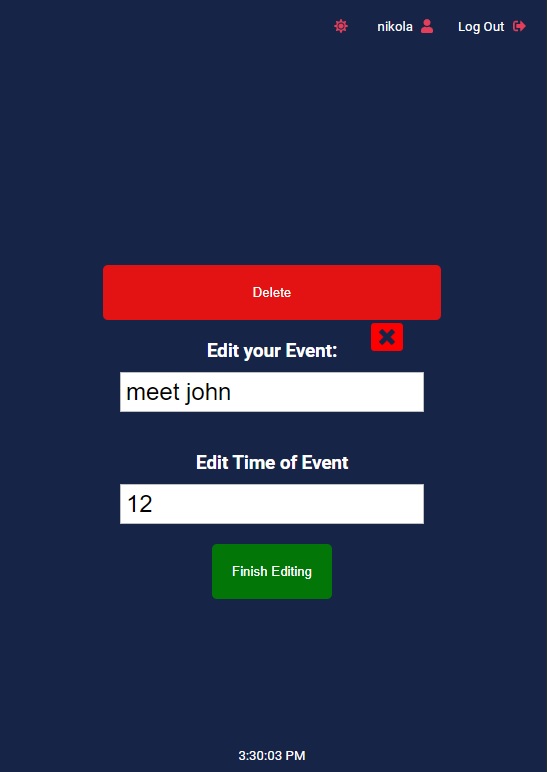 nikola Log Out
Delete
Edit your Event:
meet john
Edit Time of Event
12
Finish Editing
3:30:03 PM